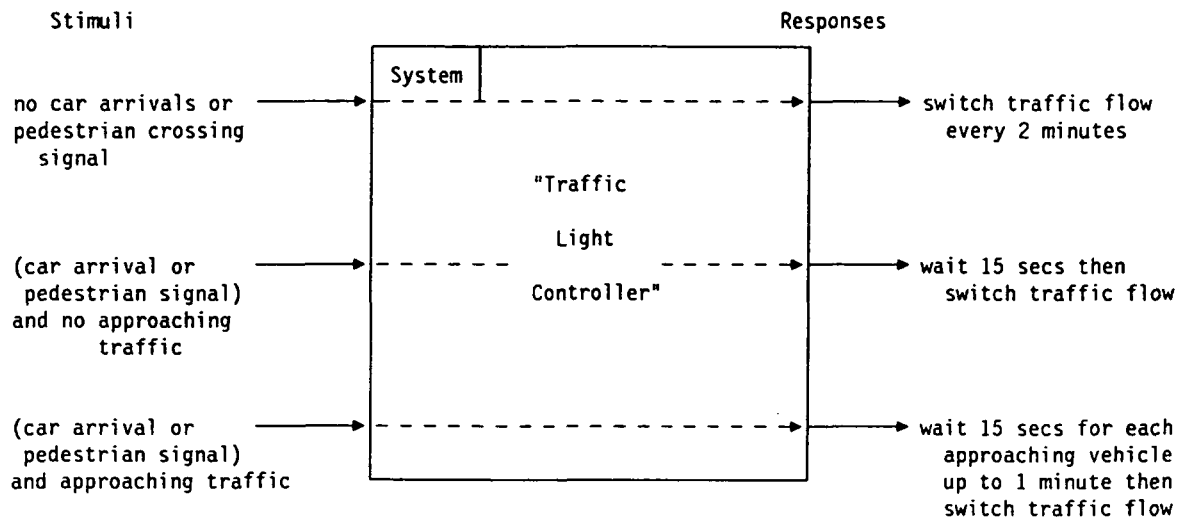 Stimuli
Responses
System
no car arrivals or
pedestrian crossing
signal
switch traffic flow
every 2 minutes
"Traffic
Light
Controller"
(car arrival or
pedestrian signal)
and no approaching
traffic
wait 15 secs then
switch traffic flow
(car arrival or
pedestrian signal)
and approaching traffic
wait 15 secs for each
approaching vehicle
up to 1 minute then
switch traffic flow